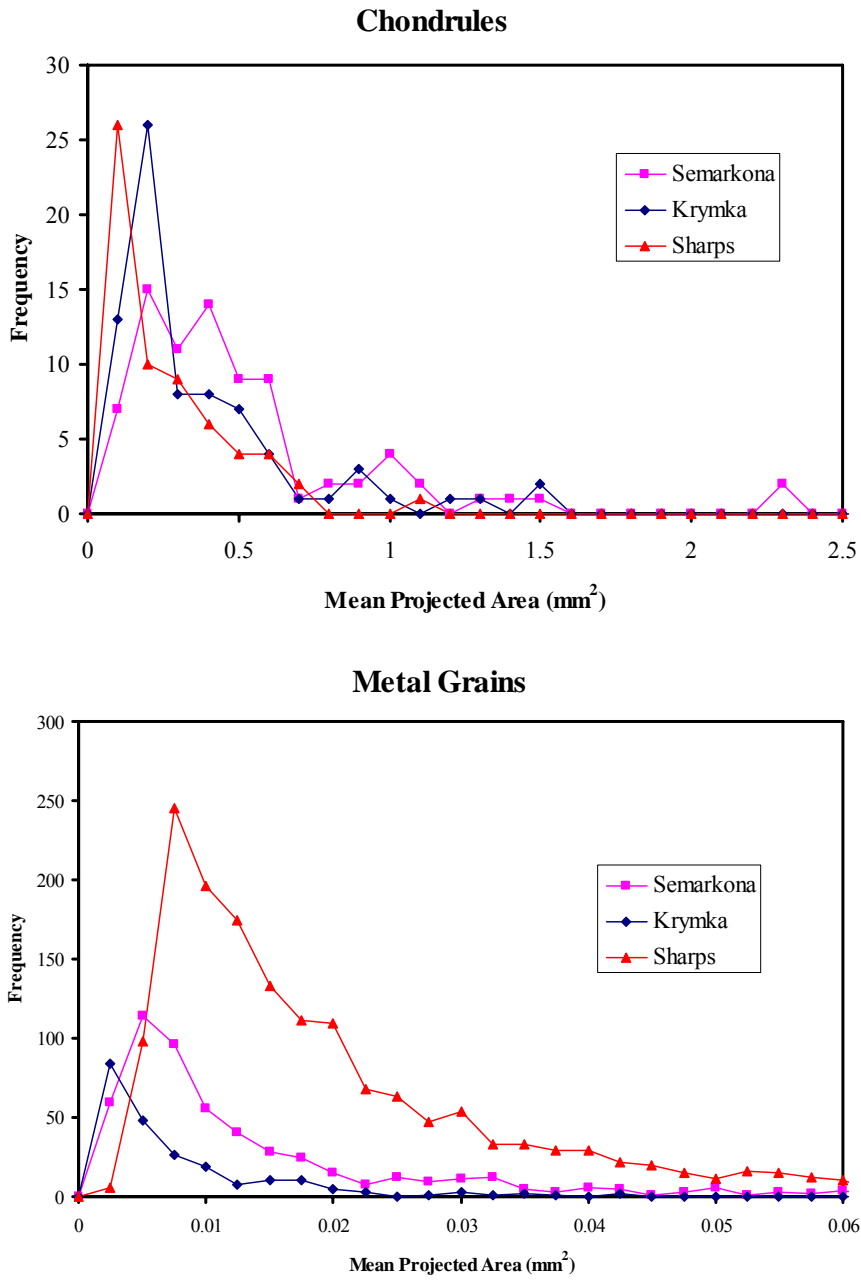 Chondrules
30
25
20
15
10
5
0
Frequency
Semarkona
Krymka
Sharps
0 0.5 1 1.5 2 2.5
Mean Projected Area (mm²)
Metal Grains
300
250
200
150
100
50
0
Frequency
Semarkona
Krymka
Sharps
0 0.01 0.02 0.03 0.04 0.05 0.06
Mean Projected Area (mm²)